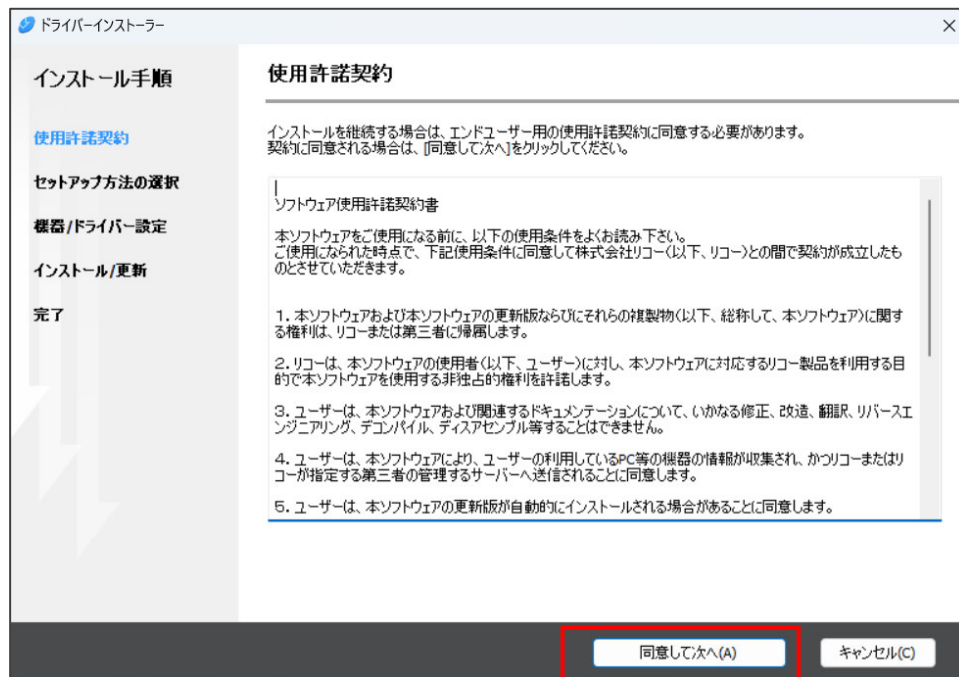 ドライバーインストーラー
インストール手順
使用許諾契約
セットアップ方法の選択
機器/ドライバー設定
インストール/更新
完了
使用許諾契約
インストールを継続する場合は、エンドユーザー用の使用許諾契約に同意する必要があります。
契約に同意される場合は、[同意して次へ]をクリックしてください。
ソフトウェア使用許諾契約書
本ソフトウェアをご使用になる前に、以下の使用条件をよくお読み下さい。
ご使用になられた時点で、下記使用条件に同意して株式会社リコー(以下、リコー)との間で契約が成立したも
のとさせていただきます。
1. 本ソフトウェアおよび本ソフトウェアの更新版ならびにそれらの複製物(以下、総称して、本ソフトウェア)に関す
る権利は、リコーまたは第三者に帰属します。
2. リコーは、本ソフトウェアの使用者(以下、ユーザー)に対し、本ソフトウェアに対応するリコー製品を利用する目
的で本ソフトウェアを使用する非独占的権利を許諾します。
3. ユーザーは、本ソフトウェアおよび関連するドキュメンテーションについて、いかなる修正、改造、翻訳、リバースエ
ンジニアリング、デコンパイル、ディスアセンブル等することはできません。
4. ユーザーは、本ソフトウェアにより、ユーザーの利用しているPC等の機器の情報が収集され、かつリコーまたはリ
コーが指定する第三者の管理するサーバーへ送信されることに同意します。
5. ユーザーは、本ソフトウェアの更新版が自動的にインストールされる場合があることに同意します。
同意して次へ(A)
キャンセル(C)